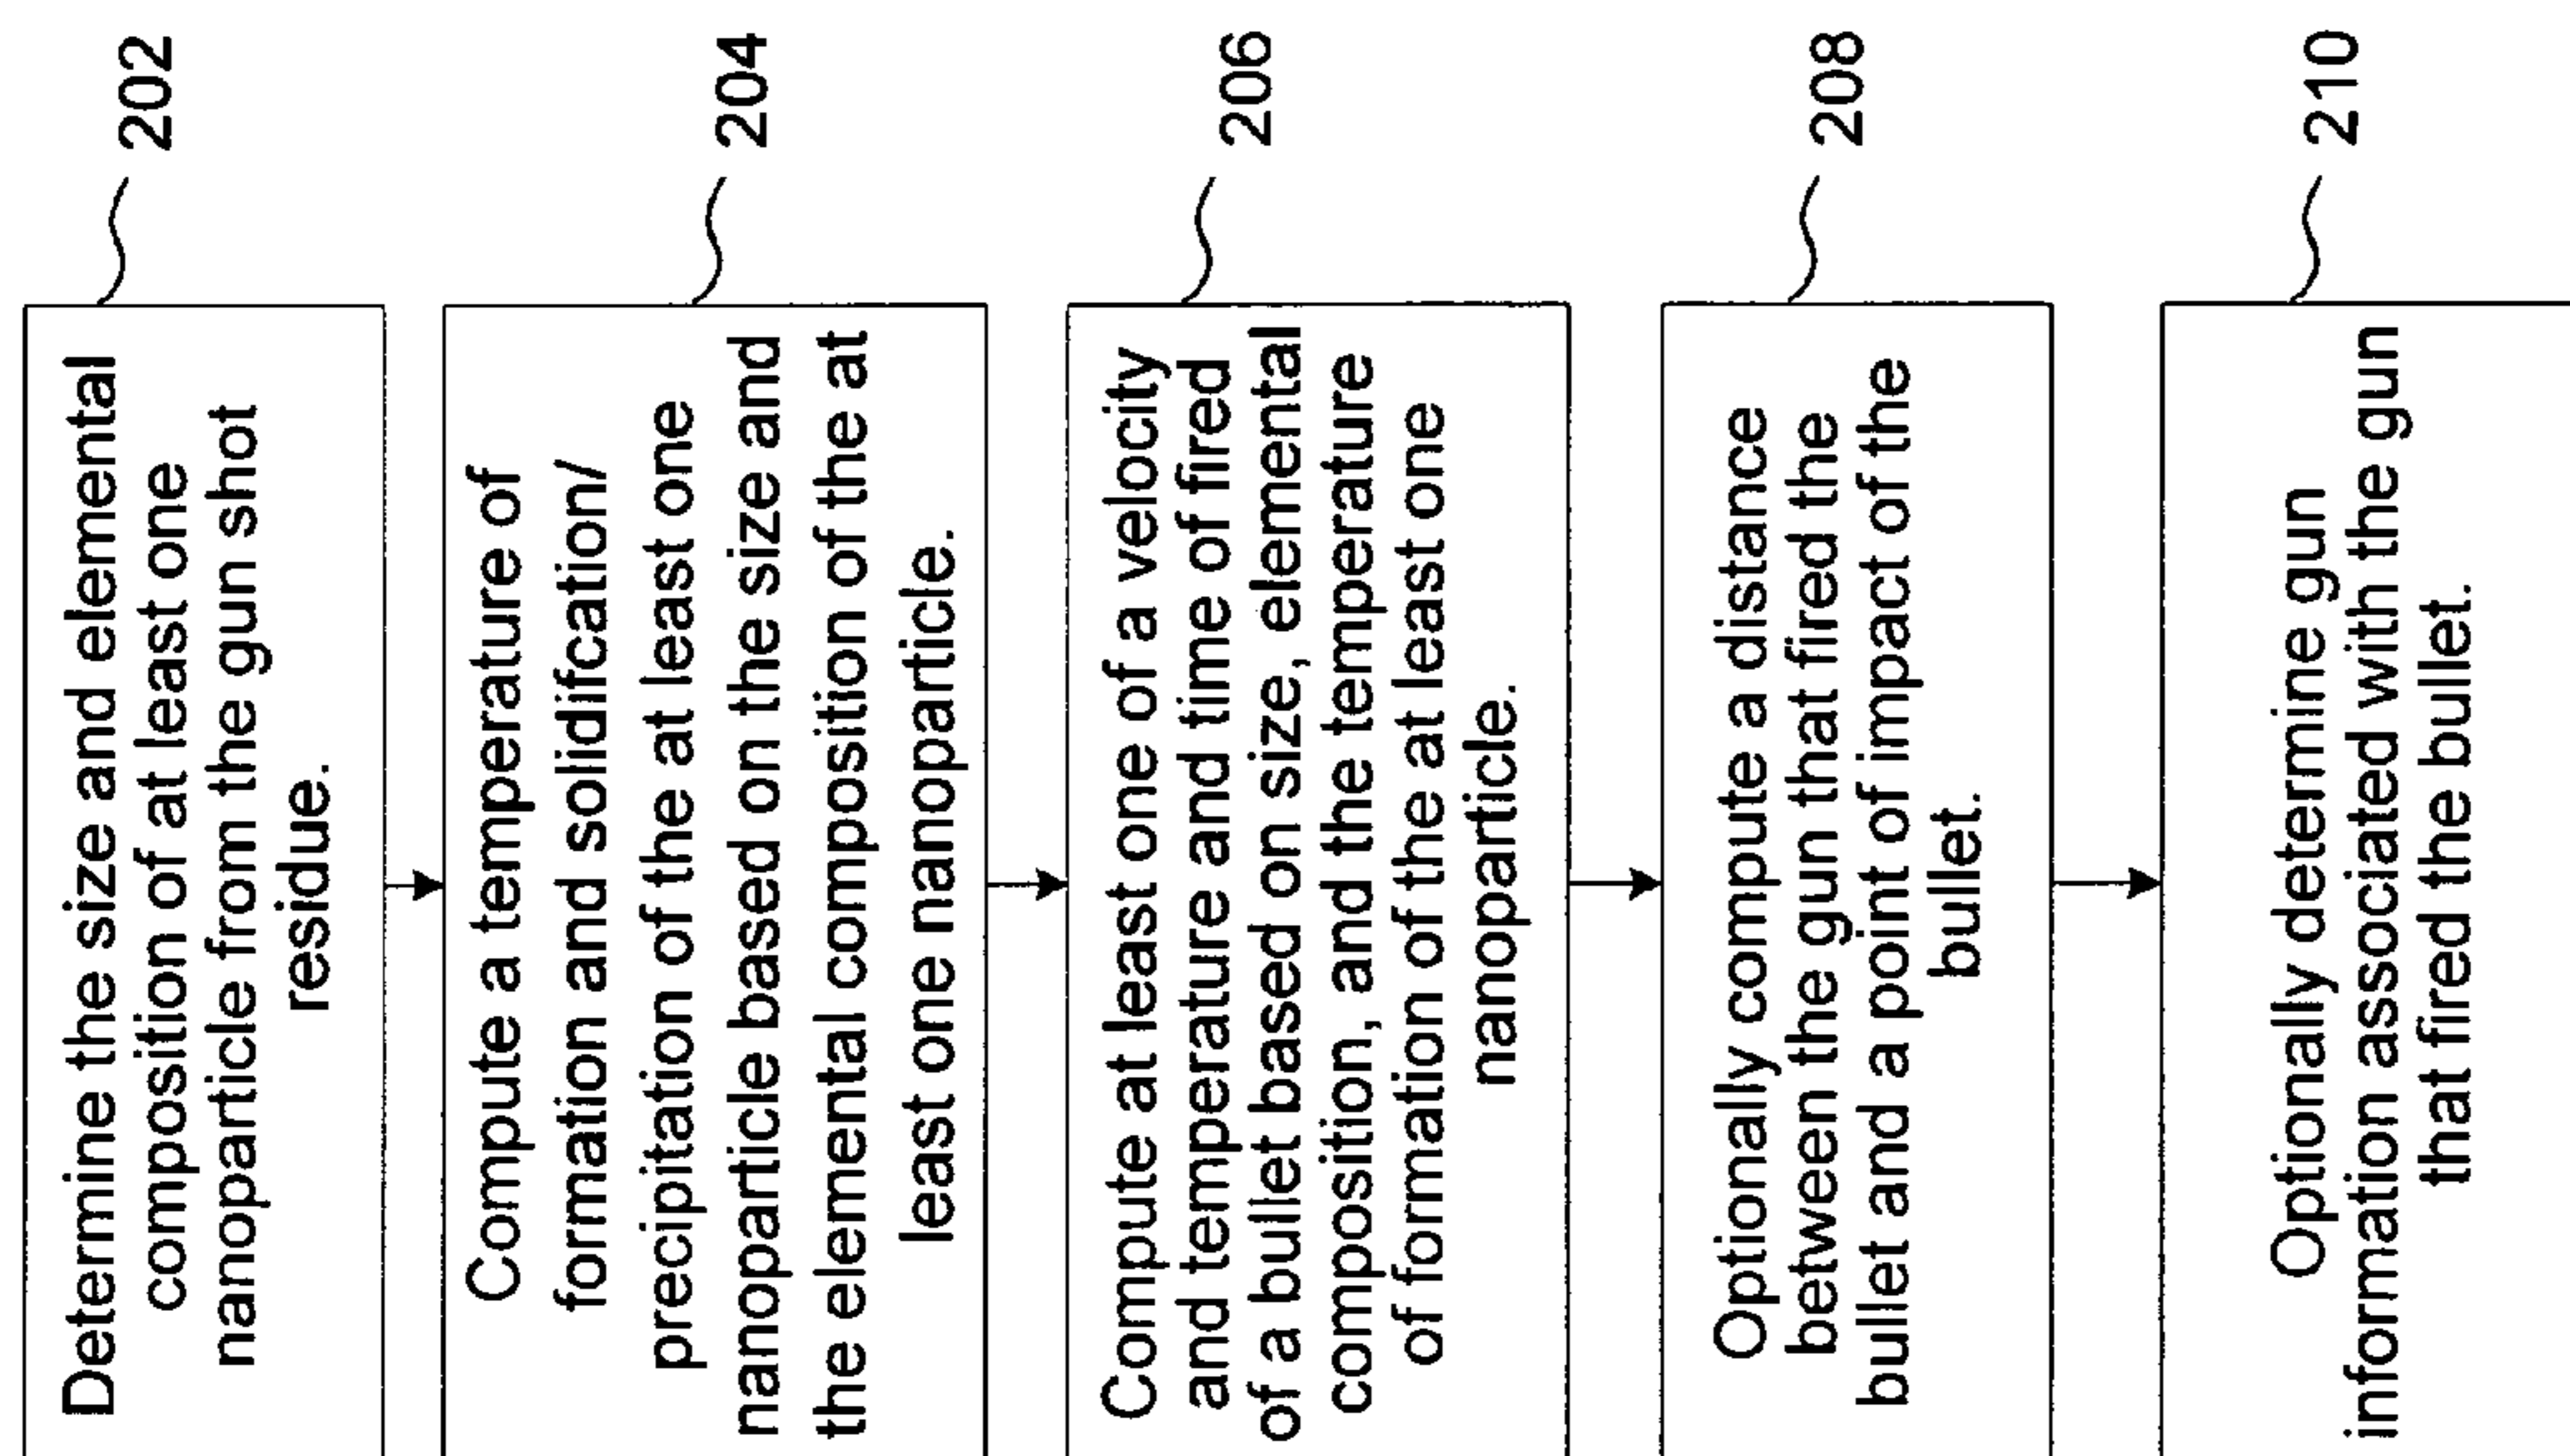 Determine the size and elemental
composition of at least one
nanoparticle from the gun shot
residue.
202
Compute a temperature of
formation and solidifcation/
precipitation of the at least one
nanoparticle based on the size and
the elemental composition of the at
least one nanoparticle.
204
Compute at least one of a velocity
and temperature and time of fired
of a bullet based on size, elemental
composition, and the temperature
of formation of the at least one
nanoparticle.
206
Optionally compute a distance
between the gun that fired the
bullet and a point of impact of the
bullet.
208
Optionally determine gun
information associated with the gun
that fired the bullet.
210